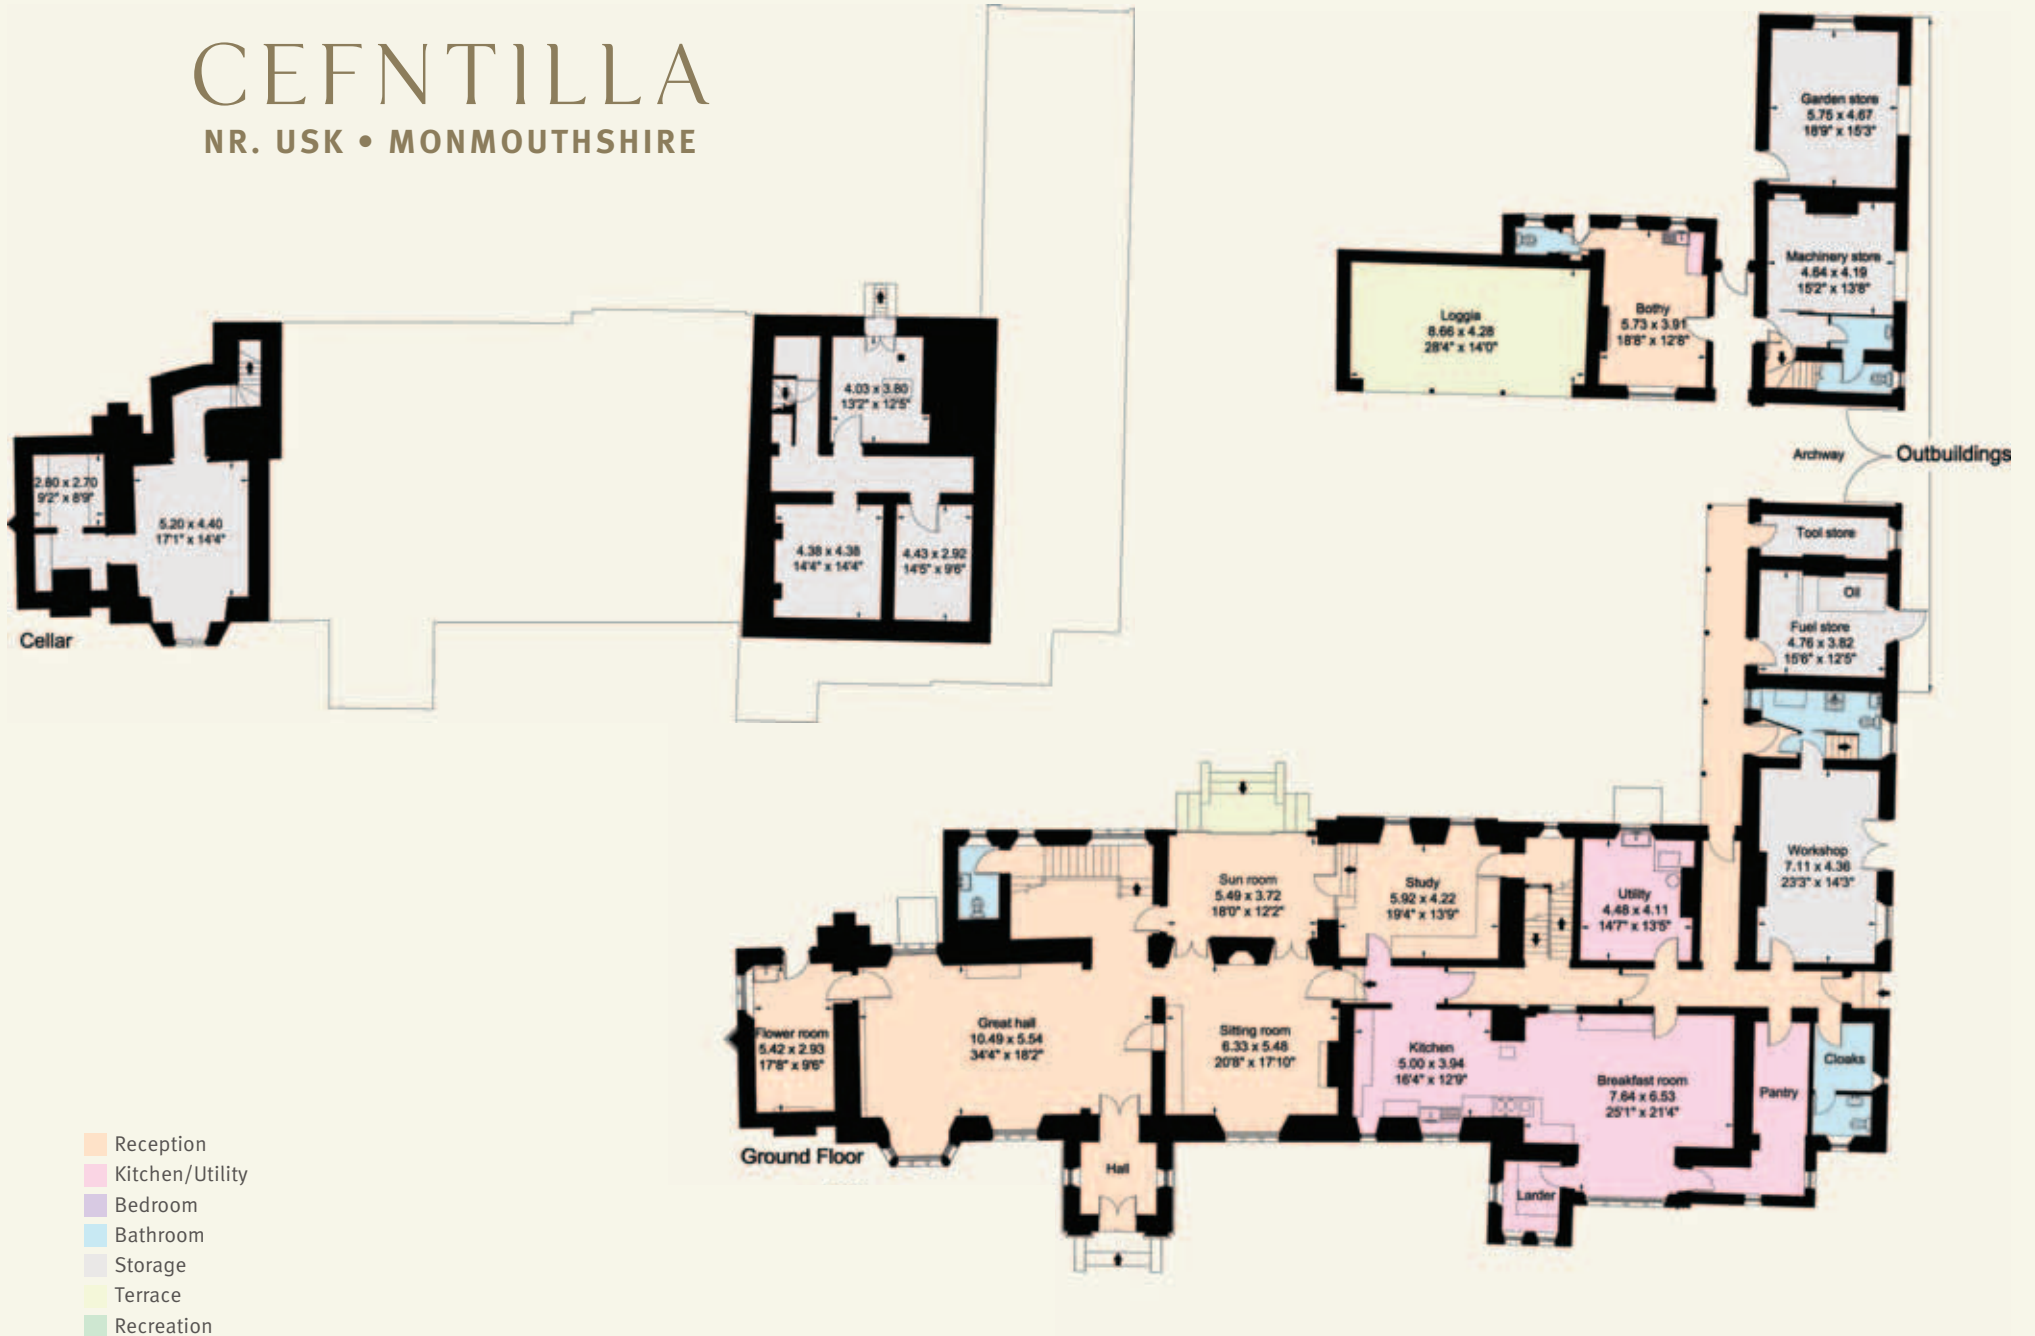 CEFNTILLA
NR. USK • MONMOUTHSHIRE
Garden store
5.75 x 4.67
18'9" x 15'3"
Machinery store
4.64 x 4.19
15'2" x 13'8"
Loggia
8.66 x 4.28
28'4" x 14'0"
Bothy
5.73 x 3.91
18'8" x 12'8"
Archway
Outbuildings
4.03 x 3.80
13'2" x 12'5"
2.80 x 2.70
9'2" x 8'9"
5.20 x 4.40
17'1" x 14'4"
4.38 x 4.38
14'4" x 14'4"
4.43 x 2.92
14'5" x 9'6"
Cellar
Tool store
Oil
Fuel store
4.76 x 3.82
15'6" x 12'5"
Workshop
7.11 x 4.36
23'3" x 14'3"
Sun room
5.49 x 3.72
18'0" x 12'2"
Study
5.92 x 4.22
19'4" x 13'9"
Utility
4.48 x 4.11
14'7" x 13'5"
Flower room
5.42 x 2.93
17'8" x 9'6"
Great hall
10.49 x 5.54
34'4" x 18'2"
Sitting room
6.33 x 5.48
20'8" x 17'10"
Kitchen
5.00 x 3.94
16'4" x 12'9"
Breakfast room
7.64 x 6.53
25'1" x 21'4"
Pantry
Cloaks
Hall
Larder
Ground Floor
Reception
Kitchen/Utility
Bedroom
Bathroom
Storage
Terrace
Recreation